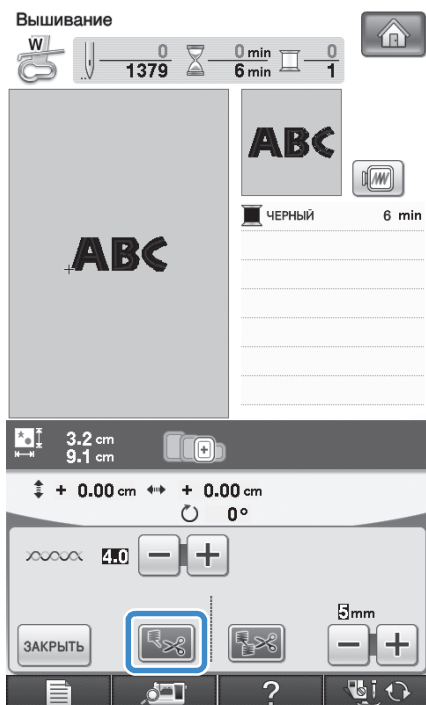 Вышивание
W
0 0 min 0
1379 6 min 1
ABC
ABC
ЧЕРНЫЙ 6 min
3.2 cm
9.1 cm
+ 0.00 cm + 0.00 cm
0°
4.0 − +
5mm
ЗАКРЫТЬ − +
?